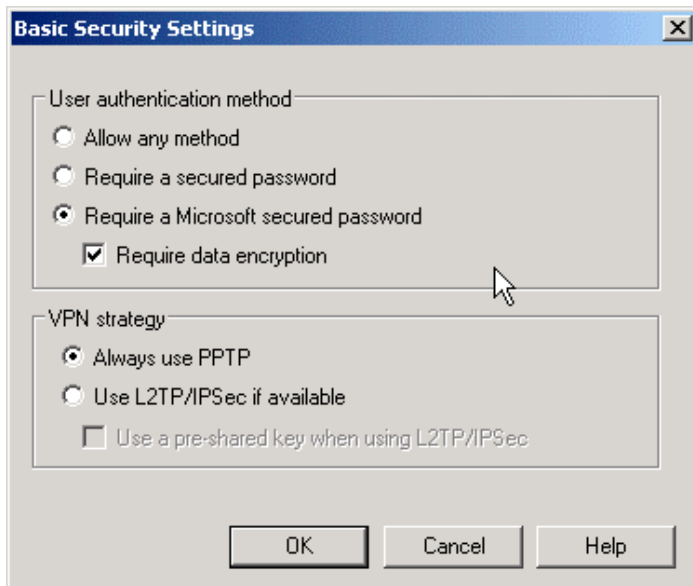 Basic Security Settings
User authentication method
Allow any method
Require a secured password
Require a Microsoft secured password
Require data encryption
VPN strategy
Always use PPTP
Use L2TP/IPSec if available
Use a pre-shared key when using L2TP/IPSec
OK Cancel Help